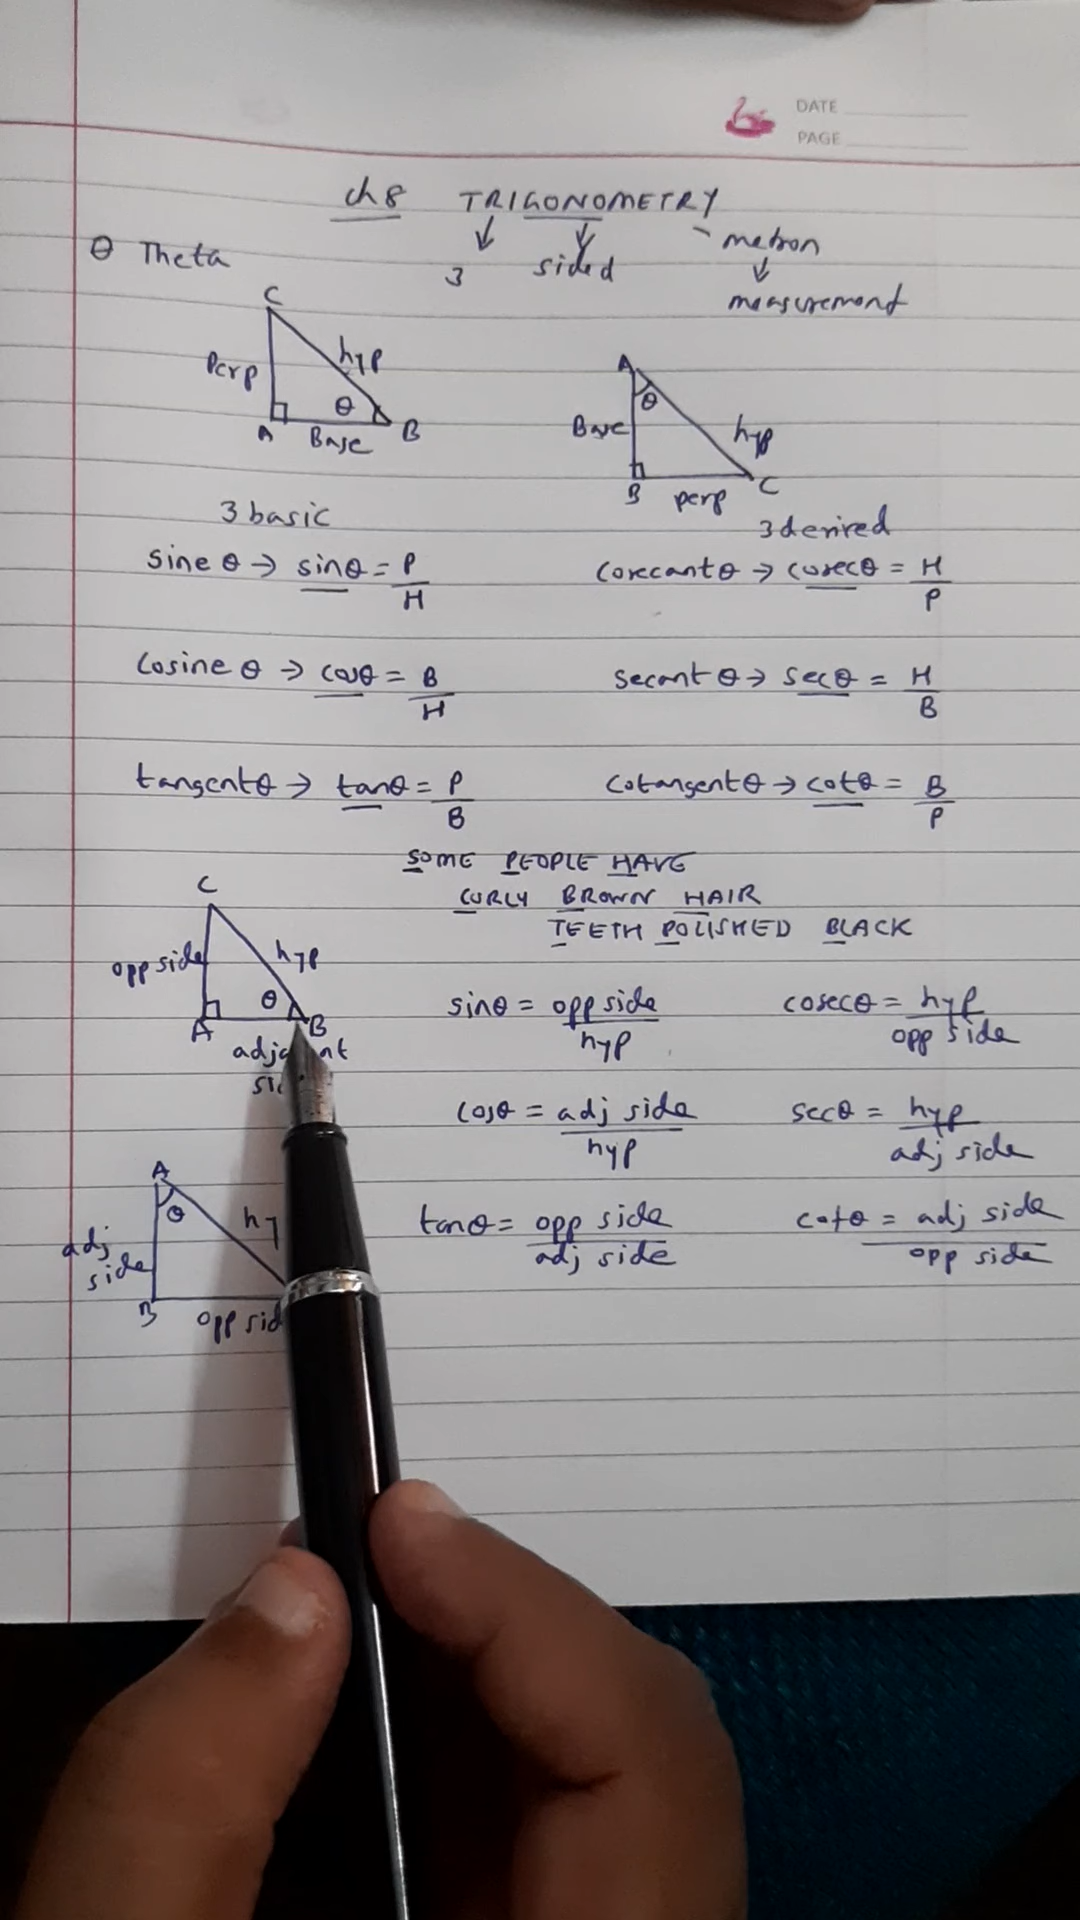 DATE
PAGE
Ch 8 TRIGONOMETRY
θ Theta
3 sided
metron
measurement
C
Perp hyp
θ
A Base B
A
θ
Base hyp
B perp C
3 basic 3 derived
sine θ → sinθ = P/H cosecant θ → cosecθ = H/P
Cosine θ → cosθ = B/H secant θ → secθ = H/B
tangent θ → tanθ = P/B Cotangent θ → cotθ = B/P
SOME PEOPLE HAVE
CURLY BROWN HAIR
TEETH POLISHED BLACK
C
opp side hyp
θ
A B
sinθ = opp side/hyp cosecθ = hyp/opp side
cosθ = adj side/hyp secθ = hyp/adj side
tanθ = opp side/adj side cotθ = adj side/opp side
A
θ
adj side
B
opp